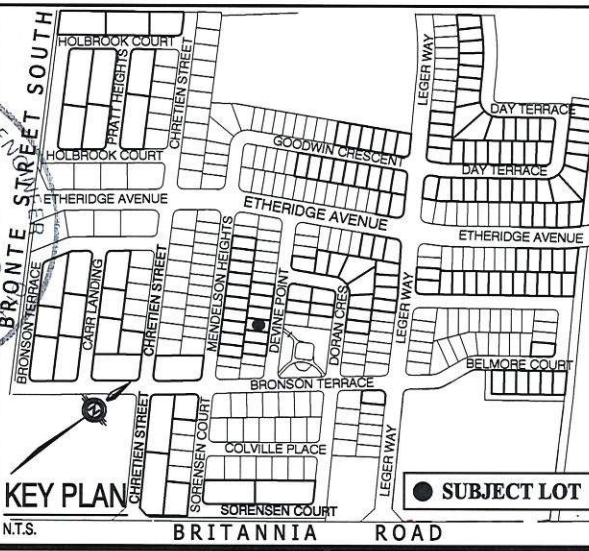 HOLBROOK COURT
BRONTE STREET SOUTH
PRATT HEIGHTS
CHRETIEN STREET
LEGER WAY
DAY TERRACE
GOODWIN CRESCENT
HOLBROOK COURT
DAY TERRACE
ETHERIDGE AVENUE
ETHERIDGE AVENUE
ETHERIDGE AVENUE
BRONSON TERRACE
CARR LANDING
CHRETIEN STREET
MENDELSON HEIGHTS
DEVINE POINT
DORAN CRES
LEGER WAY
BELMORE COURT
BRONSON TERRACE
N
CHRETIEN STREET
SORENSEN COURT
COLVILLE PLACE
LEGER WAY
KEY PLAN
SUBJECT LOT
SORENSEN COURT
N.T.S.
BRITANNIA ROAD